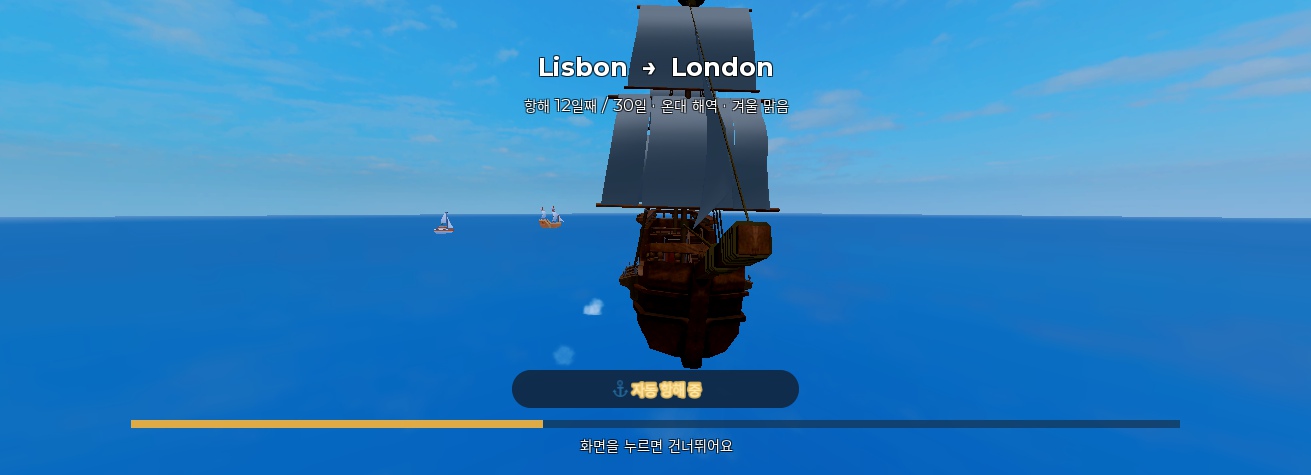 Lisbon → London
항해 12일째 / 30일 · 온대 해역 · 겨울 맑음
⚓ 자동 항해 중
화면을 누르면 건너뛰어요